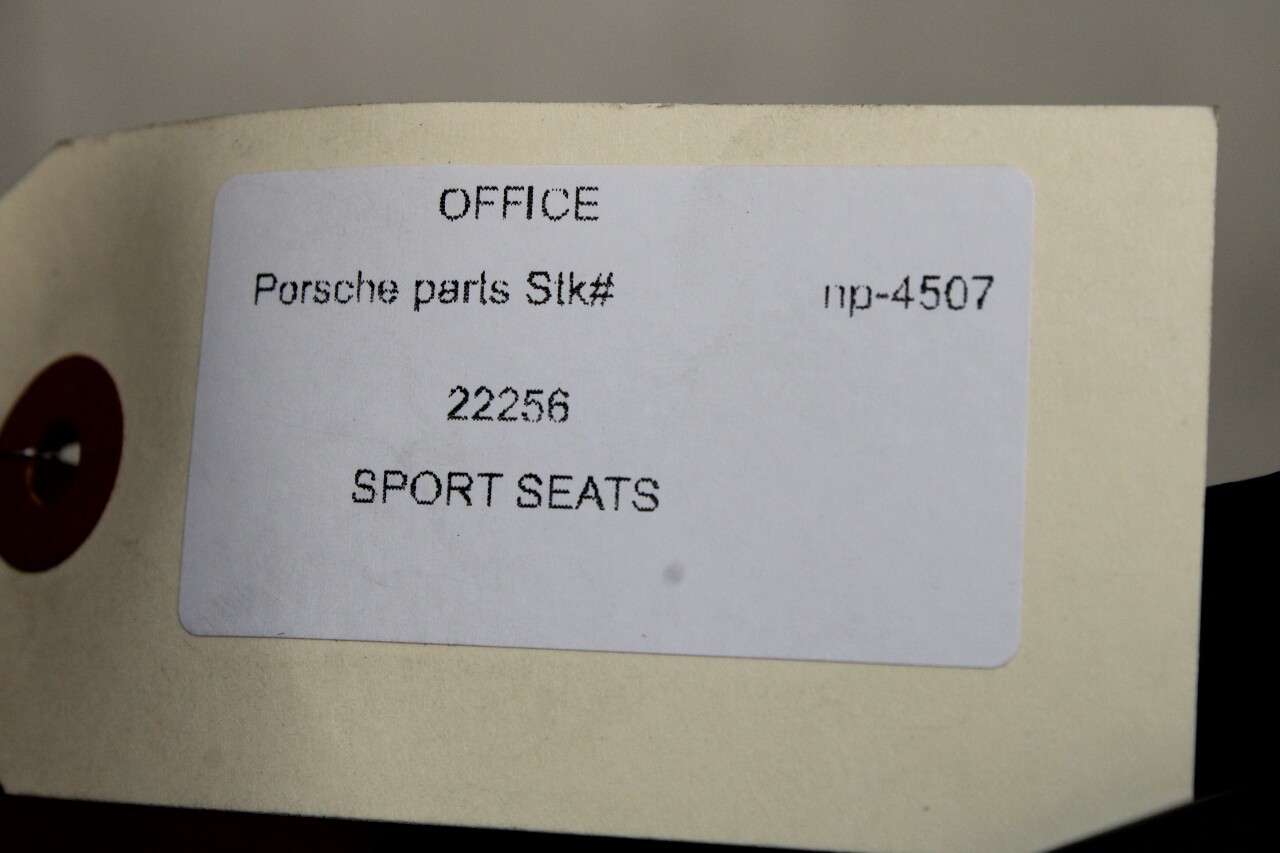 OFFICE
Porsche parts Stk# np-4507
22256
SPORT SEATS